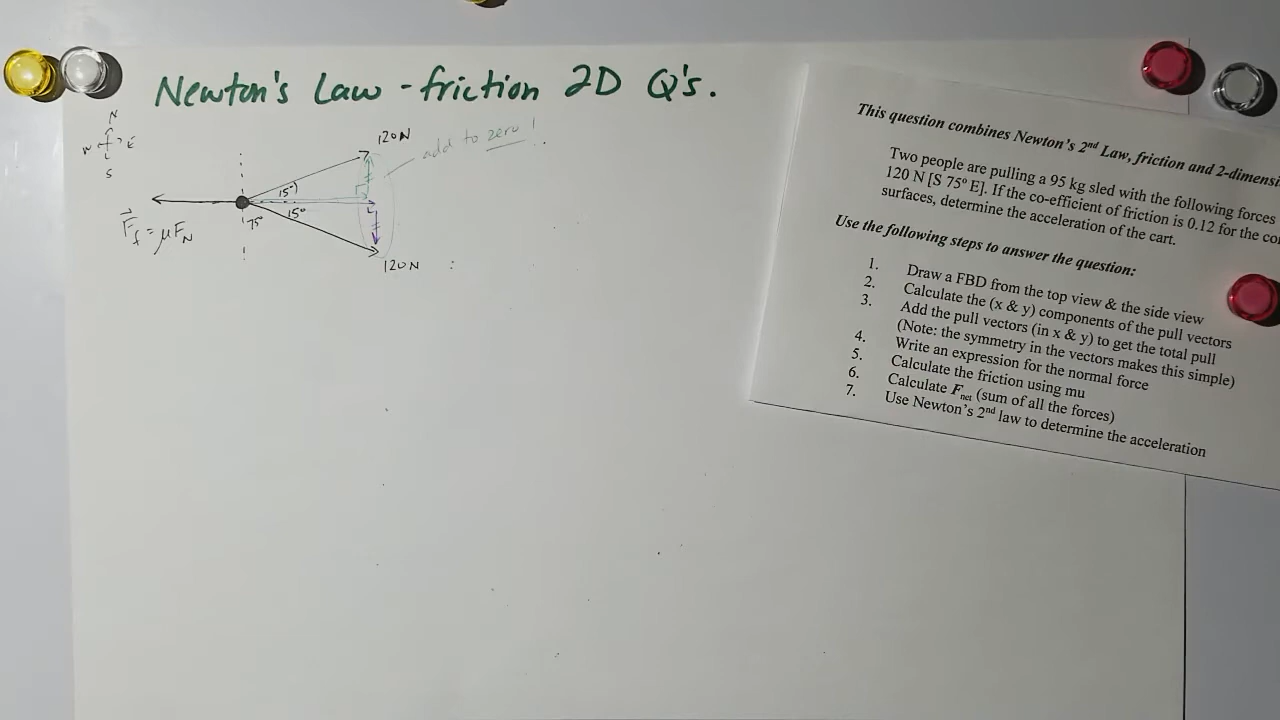 Newton's Law - friction 2D Q's.
N
W E
S
120N
add to zero!
15°
15°
75°
F_f = μF_N
120N
This question combines Newton's 2nd Law, friction and 2-dimensi
Two people are pulling a 95 kg sled with the following forces
120 N [S 75° E]. If the co-efficient of friction is 0.12 for the co
surfaces, determine the acceleration of the cart.
Use the following steps to answer the question:
1. Draw a FBD from the top view & the side view
2. Calculate the (x & y) components of the pull vectors
3. Add the pull vectors (in x & y) to get the total pull
(Note: the symmetry in the vectors makes this simple)
4. Write an expression for the normal force
5. Calculate the friction using mu
6. Calculate Fnet (sum of all the forces)
7. Use Newton's 2nd law to determine the acceleration